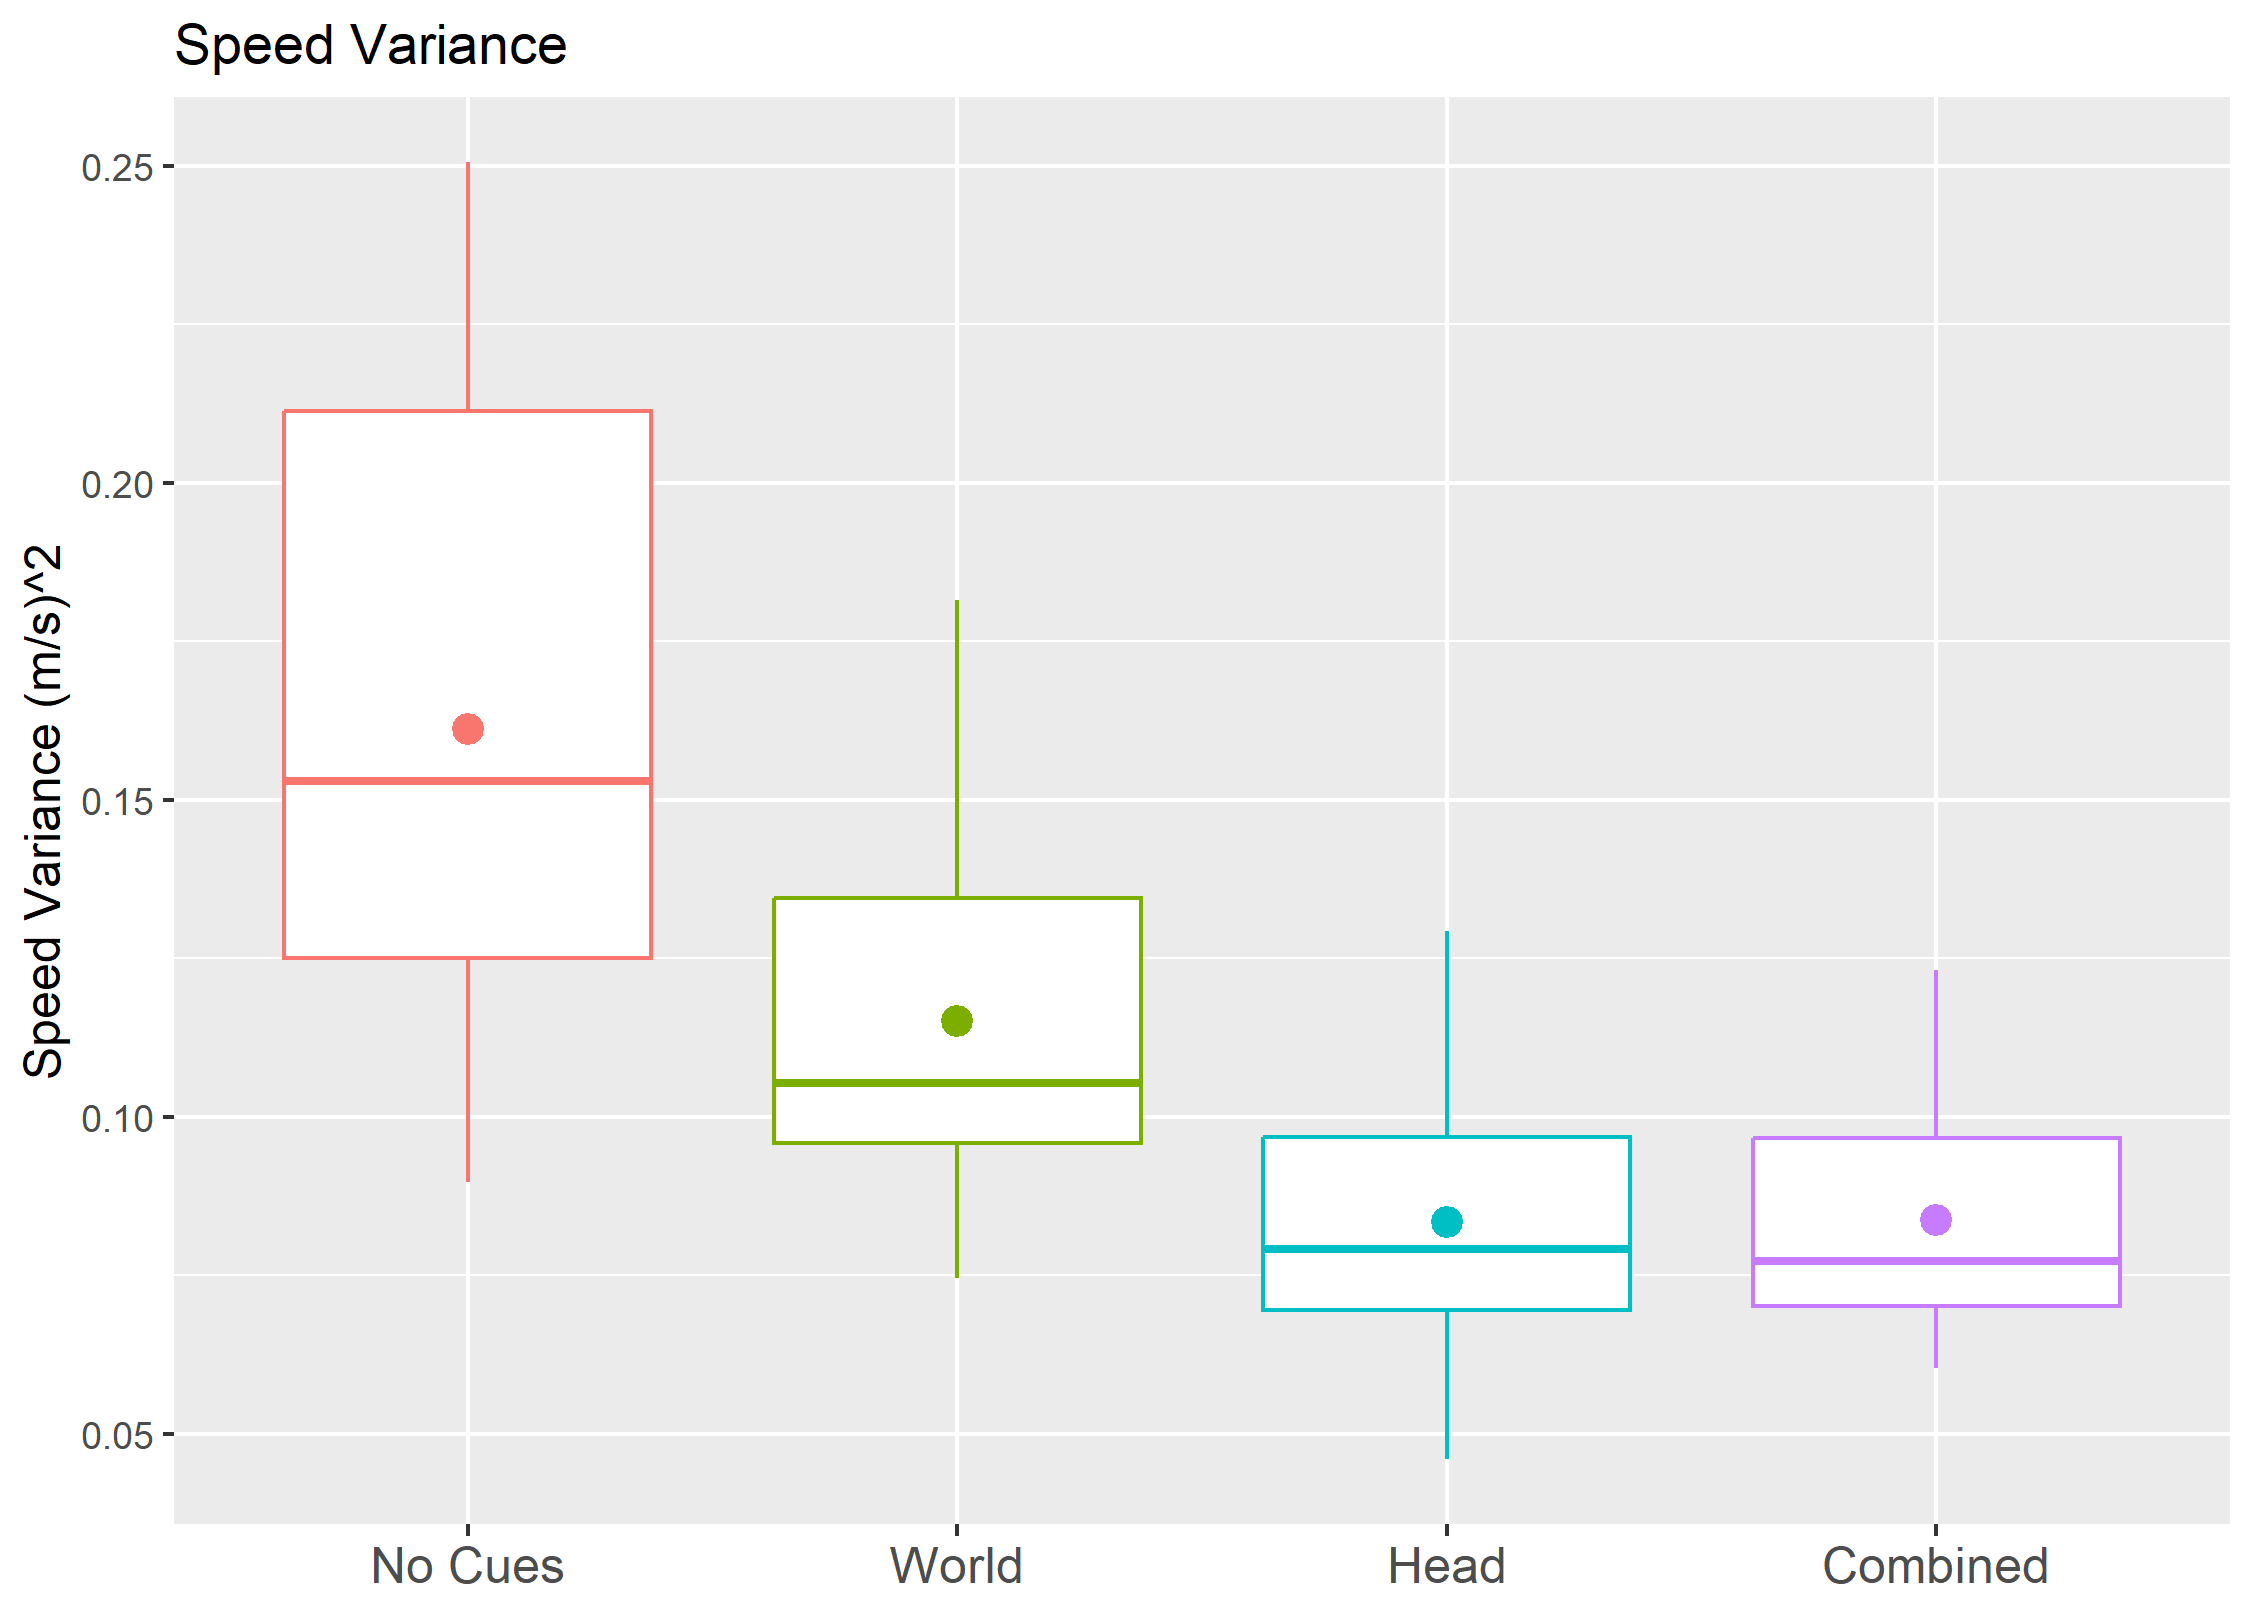 Speed Variance
Speed Variance (m/s)^2
0.25
0.20
0.15
0.10
0.05
No Cues
World
Head
Combined